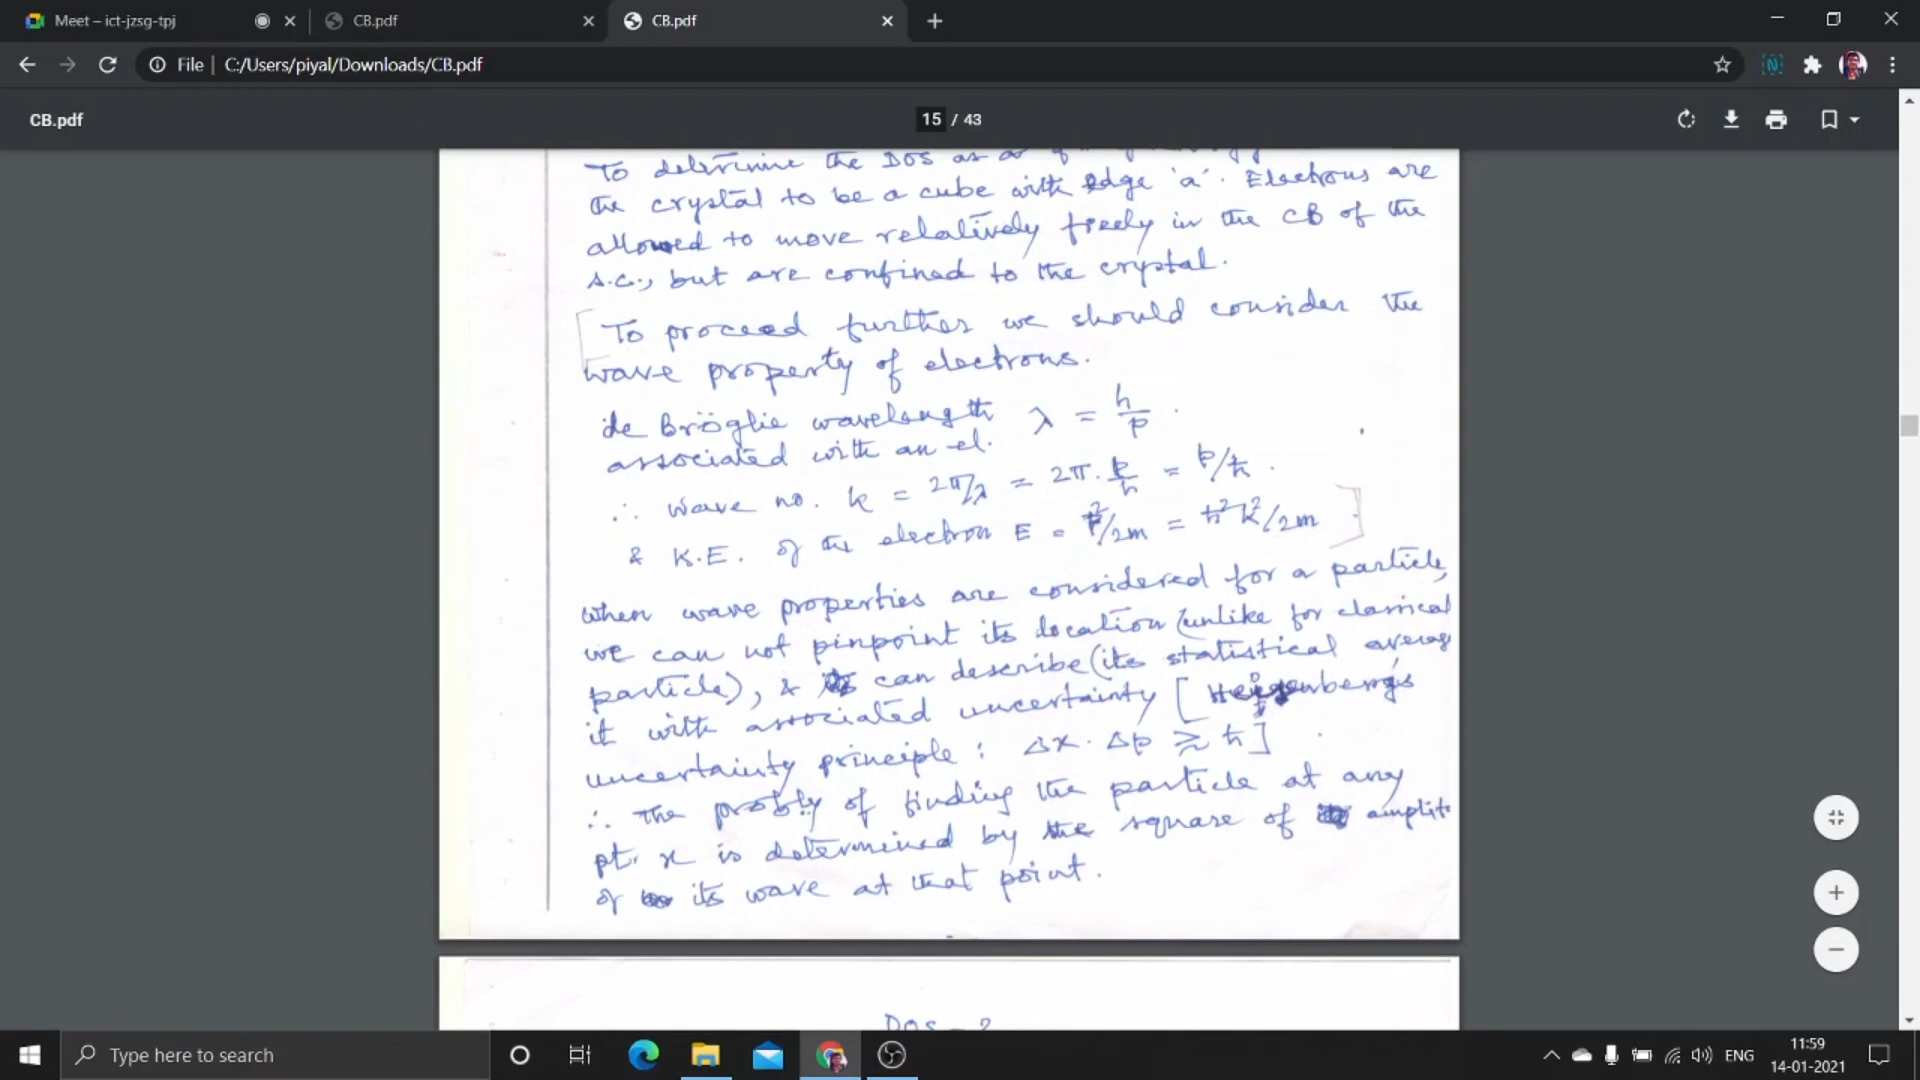 Meet – ict-jzsg-tpj
CB.pdf
CB.pdf
File | C:/Users/piyal/Downloads/CB.pdf
CB.pdf
15 / 43
To determine the DOS as a
the crystal to be a cube with edge 'a'. Electrons are
allowed to move relatively freely in the CB of the
s.c., but are confined to the crystal.
[To proceed further we should consider the
wave property of electrons.
de Bröglie wavelength λ = h/p .
associated with an el.
∴ wave no. k = 2π/λ = 2π. p/h = p/ħ .
& K.E. of the electron E = p²/2m = ħ²k²/2m ]
When wave properties are considered for a particle,
we can not pinpoint its location (unlike for classical
particle), & can describe (its statistical average
it with associated uncertainty [Heisenberg's
uncertainty principle : Δx · Δp ≥ ħ]
∴ The probly of finding the particle at any
pt. x is determined by the square of amplit
of its wave at that point.
DOS - 2
Type here to search
ENG
11:59
14-01-2021